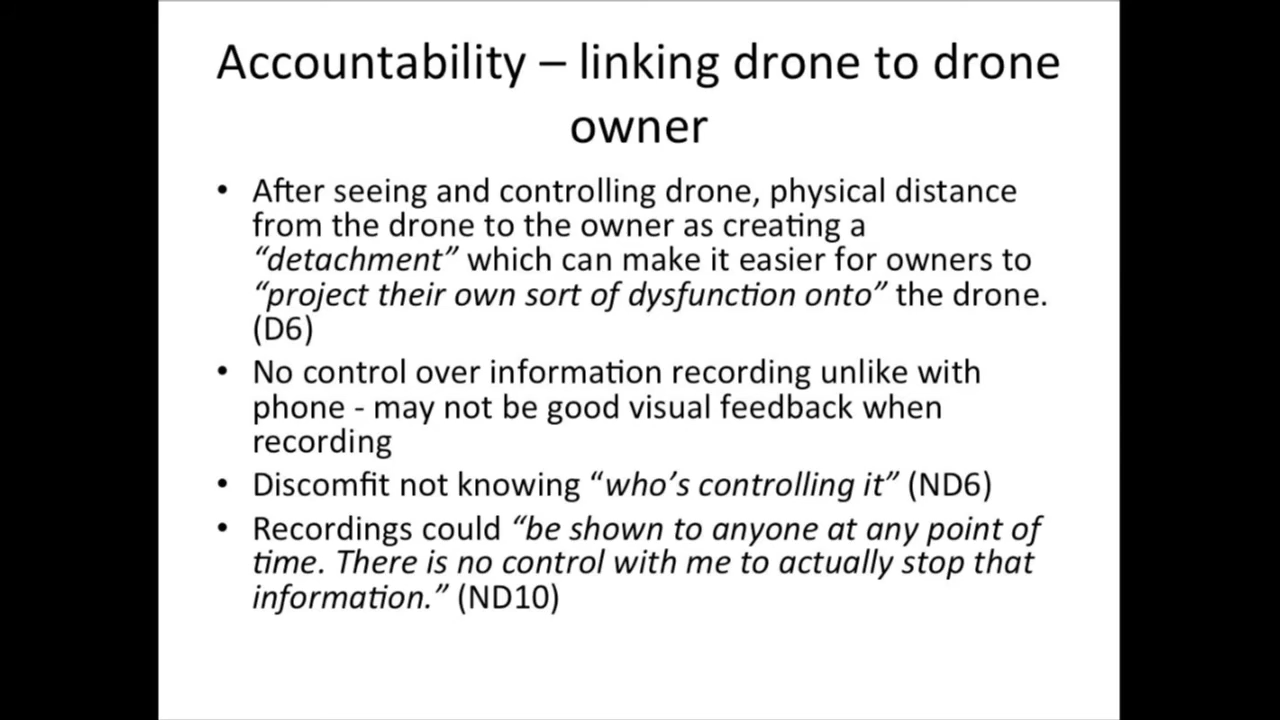 Accountability – linking drone to drone
owner
• After seeing and controlling drone, physical distance
from the drone to the owner as creating a
“detachment” which can make it easier for owners to
“project their own sort of dysfunction onto” the drone.
(D6)
• No control over information recording unlike with
phone - may not be good visual feedback when
recording
• Discomfit not knowing “who’s controlling it” (ND6)
• Recordings could “be shown to anyone at any point of
time. There is no control with me to actually stop that
information.” (ND10)